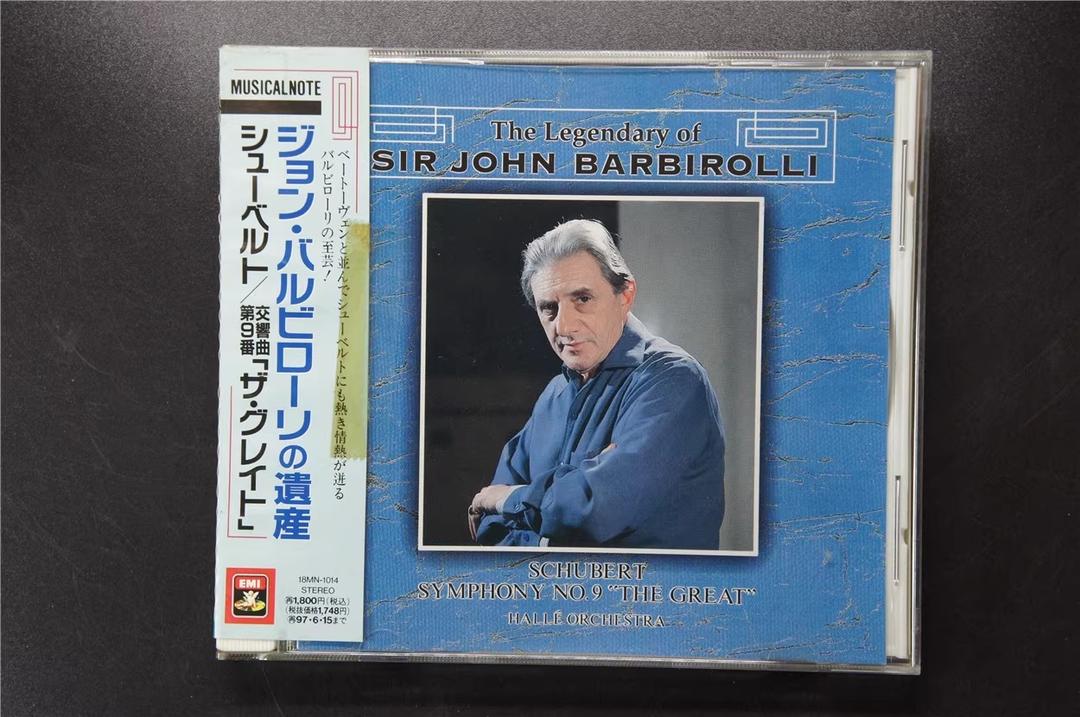 MUSICALNOTE
ベートーヴェンと並んでシューベルトにも熱き情熱が迸る
バルビローリの至芸!
ジョン・バルビローリの遺産
シューベルト/交響曲第9番「ザ・グレイト」
EMI
18MN-1014
STEREO
再1,800円(税込)
(税抜価格1,748円)
再97・6・15まで
The Legendary of
SIR JOHN BARBIROLLI
SCHUBERT
SYMPHONY NO.9 "THE GREAT"
HALLÉ ORCHESTRA